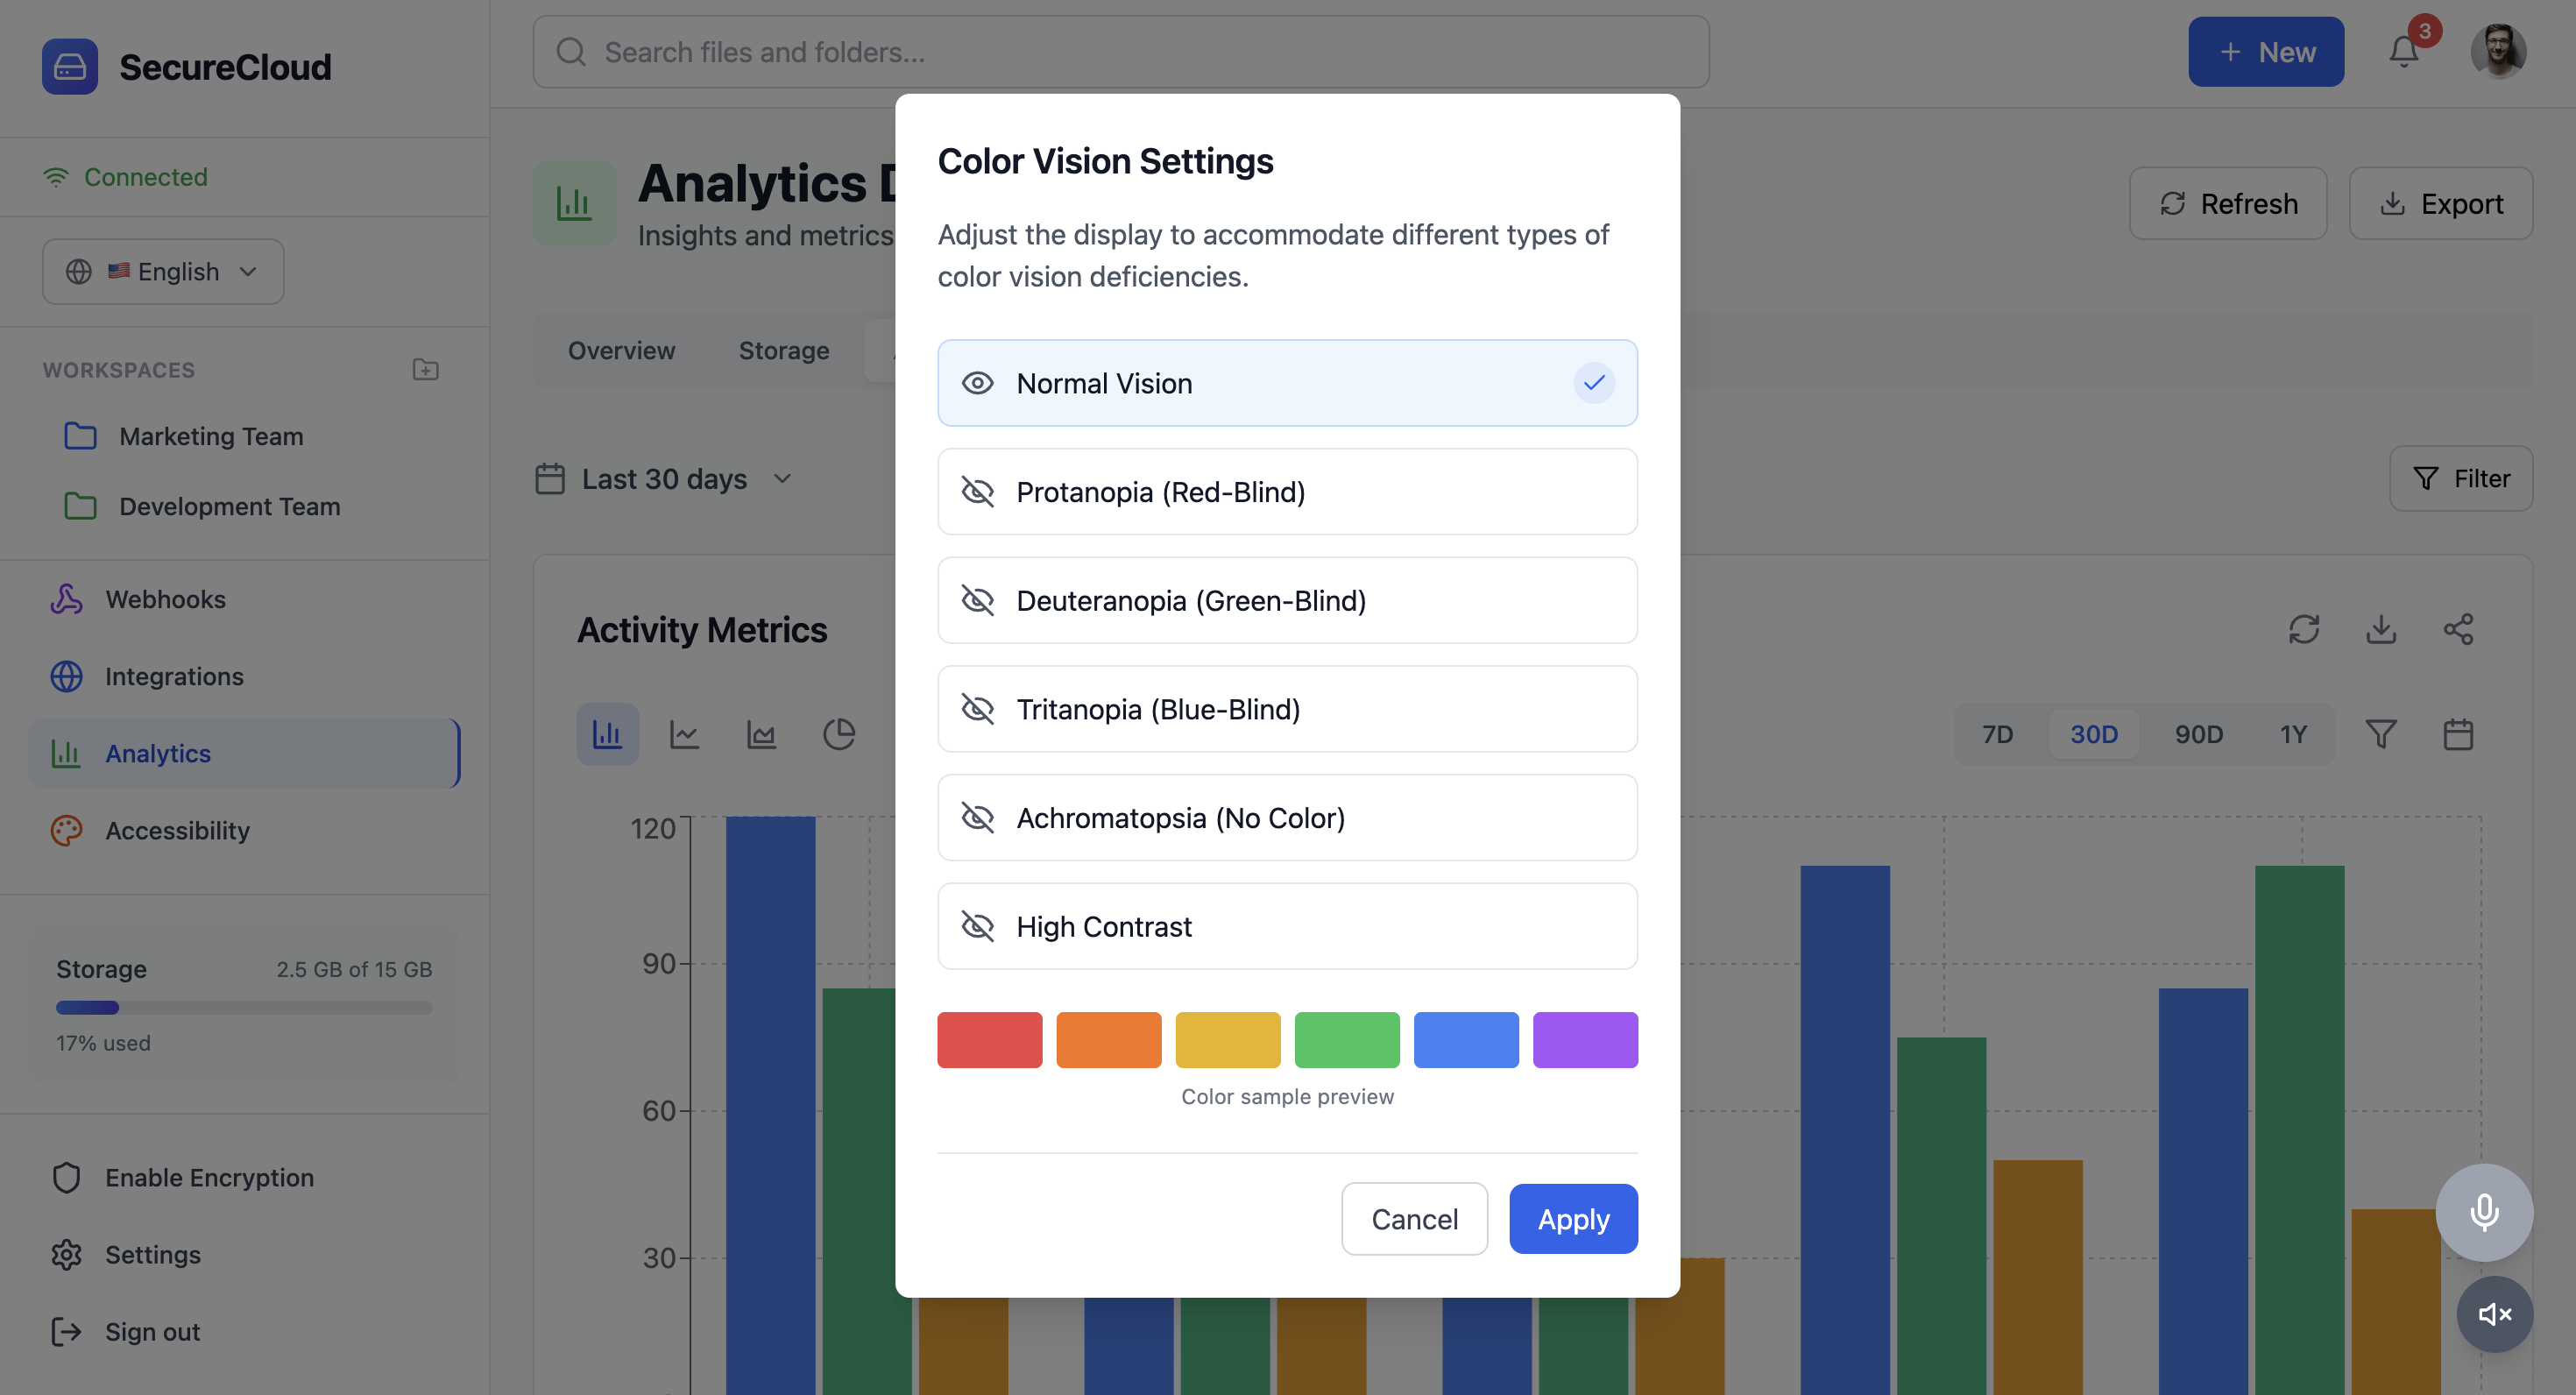 SecureCloud
Search files and folders...
New
3
Connected
English
WORKSPACES
Marketing Team
Development Team
Webhooks
Integrations
Analytics
Accessibility
Storage
2.5 GB of 15 GB
17% used
Enable Encryption
Settings
Sign out
Analytics
Insights and metrics
Refresh
Export
Overview
Storage
Last 30 days
Filter
Activity Metrics
7D
30D
90D
1Y
120
90
60
30
Color Vision Settings
Adjust the display to accommodate different types of
color vision deficiencies.
Normal Vision
Protanopia (Red-Blind)
Deuteranopia (Green-Blind)
Tritanopia (Blue-Blind)
Achromatopsia (No Color)
High Contrast
Color sample preview
Cancel
Apply